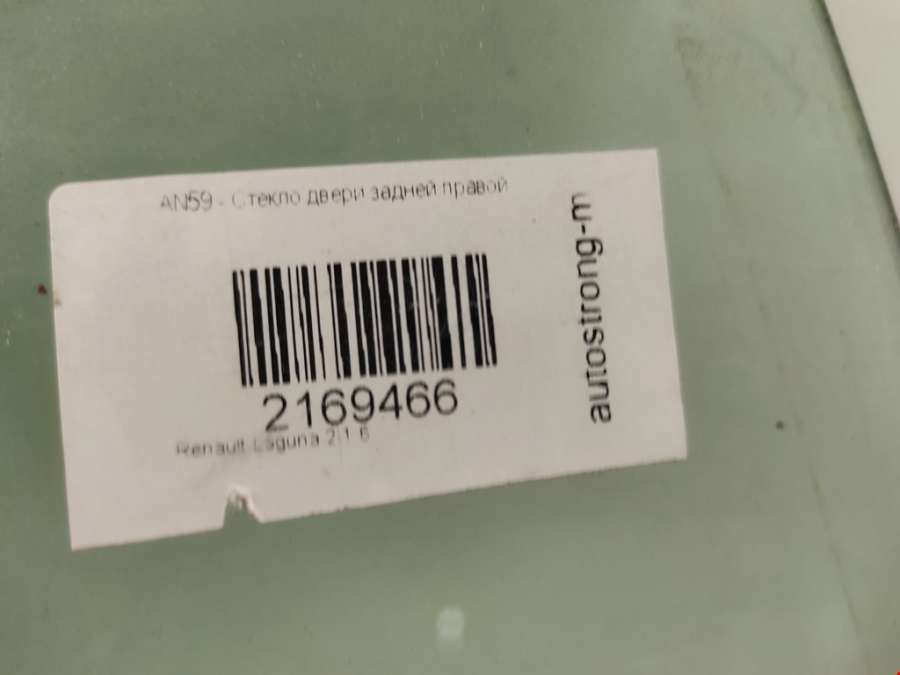 AN59 - Стекло двери задней правой
2169466
Renault Laguna 2 1 6
autostrong-m